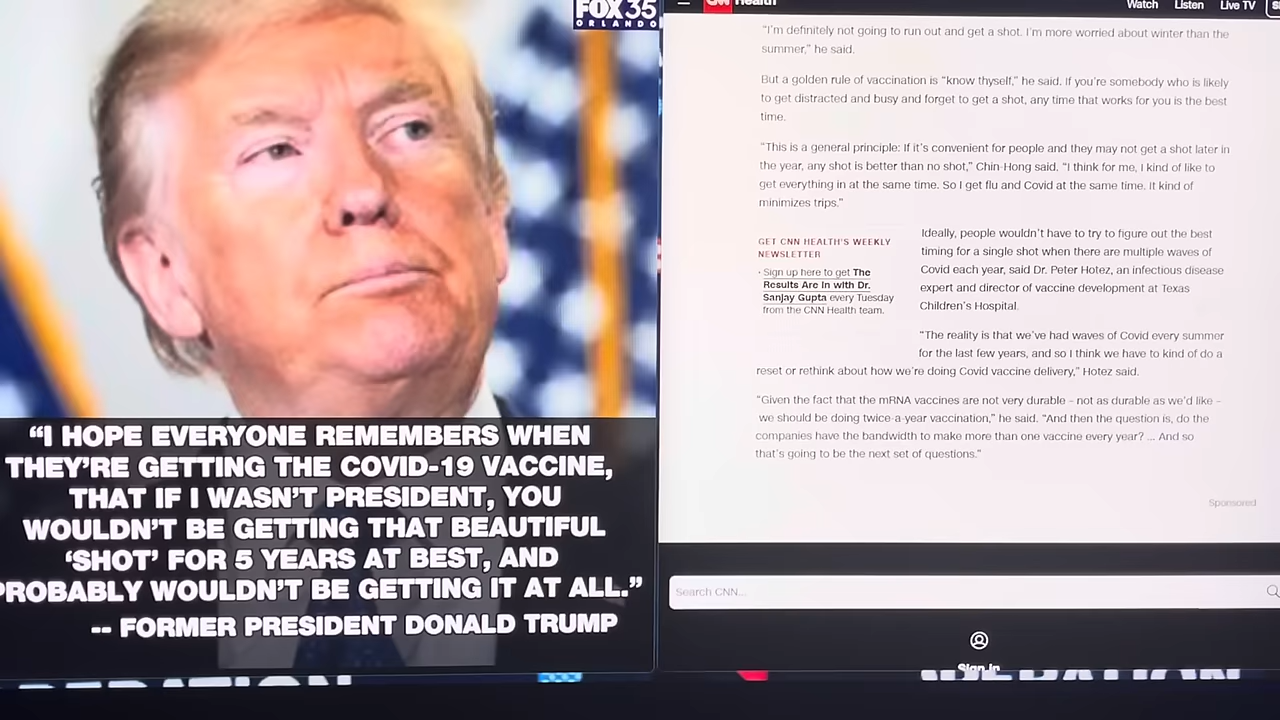 FOX 35
ORLANDO
“I HOPE EVERYONE REMEMBERS WHEN
THEY’RE GETTING THE COVID-19 VACCINE,
THAT IF I WASN’T PRESIDENT, YOU
WOULDN’T BE GETTING THAT BEAUTIFUL
‘SHOT’ FOR 5 YEARS AT BEST, AND
PROBABLY WOULDN’T BE GETTING IT AT ALL.”
-- FORMER PRESIDENT DONALD TRUMP
CNN Health
Watch Listen Live TV
“I’m definitely not going to run out and get a shot. I’m more worried about winter than the
summer,” he said.
But a golden rule of vaccination is “know thyself,” he said. If you’re somebody who is likely
to get distracted and busy and forget to get a shot, any time that works for you is the best
time.
“This is a general principle: If it’s convenient for people and they may not get a shot later in
the year, any shot is better than no shot,” Chin-Hong said. “I think for me, I kind of like to
get everything in at the same time. So I get flu and Covid at the same time. It kind of
minimizes trips.”
GET CNN HEALTH’S WEEKLY
NEWSLETTER
• Sign up here to get The
Results Are In with Dr.
Sanjay Gupta every Tuesday
from the CNN Health team.
Ideally, people wouldn’t have to try to figure out the best
timing for a single shot when there are multiple waves of
Covid each year, said Dr. Peter Hotez, an infectious disease
expert and director of vaccine development at Texas
Children’s Hospital.
“The reality is that we’ve had waves of Covid every summer
for the last few years, and so I think we have to kind of do a
reset or rethink about how we’re doing Covid vaccine delivery,” Hotez said.
“Given the fact that the mRNA vaccines are not very durable – not as durable as we’d like –
we should be doing twice-a-year vaccination,” he said. “And then the question is, do the
companies have the bandwidth to make more than one vaccine every year? ... And so
that’s going to be the next set of questions.”
Sponsored
Search CNN...
Sign in